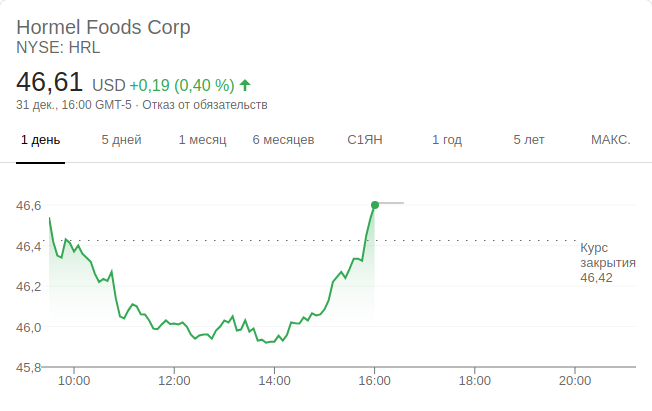 Hormel Foods Corp
NYSE: HRL
46,61 USD +0,19 (0,40 %)
31 дек., 16:00 GMT-5 · Отказ от обязательств
1 день 5 дней 1 месяц 6 месяцев С1ЯН 1 год 5 лет МАКС.
46,6
46,4
Курс
закрытия
46,42
46,2
46,0
45,8
10:00 12:00 14:00 16:00 18:00 20:00